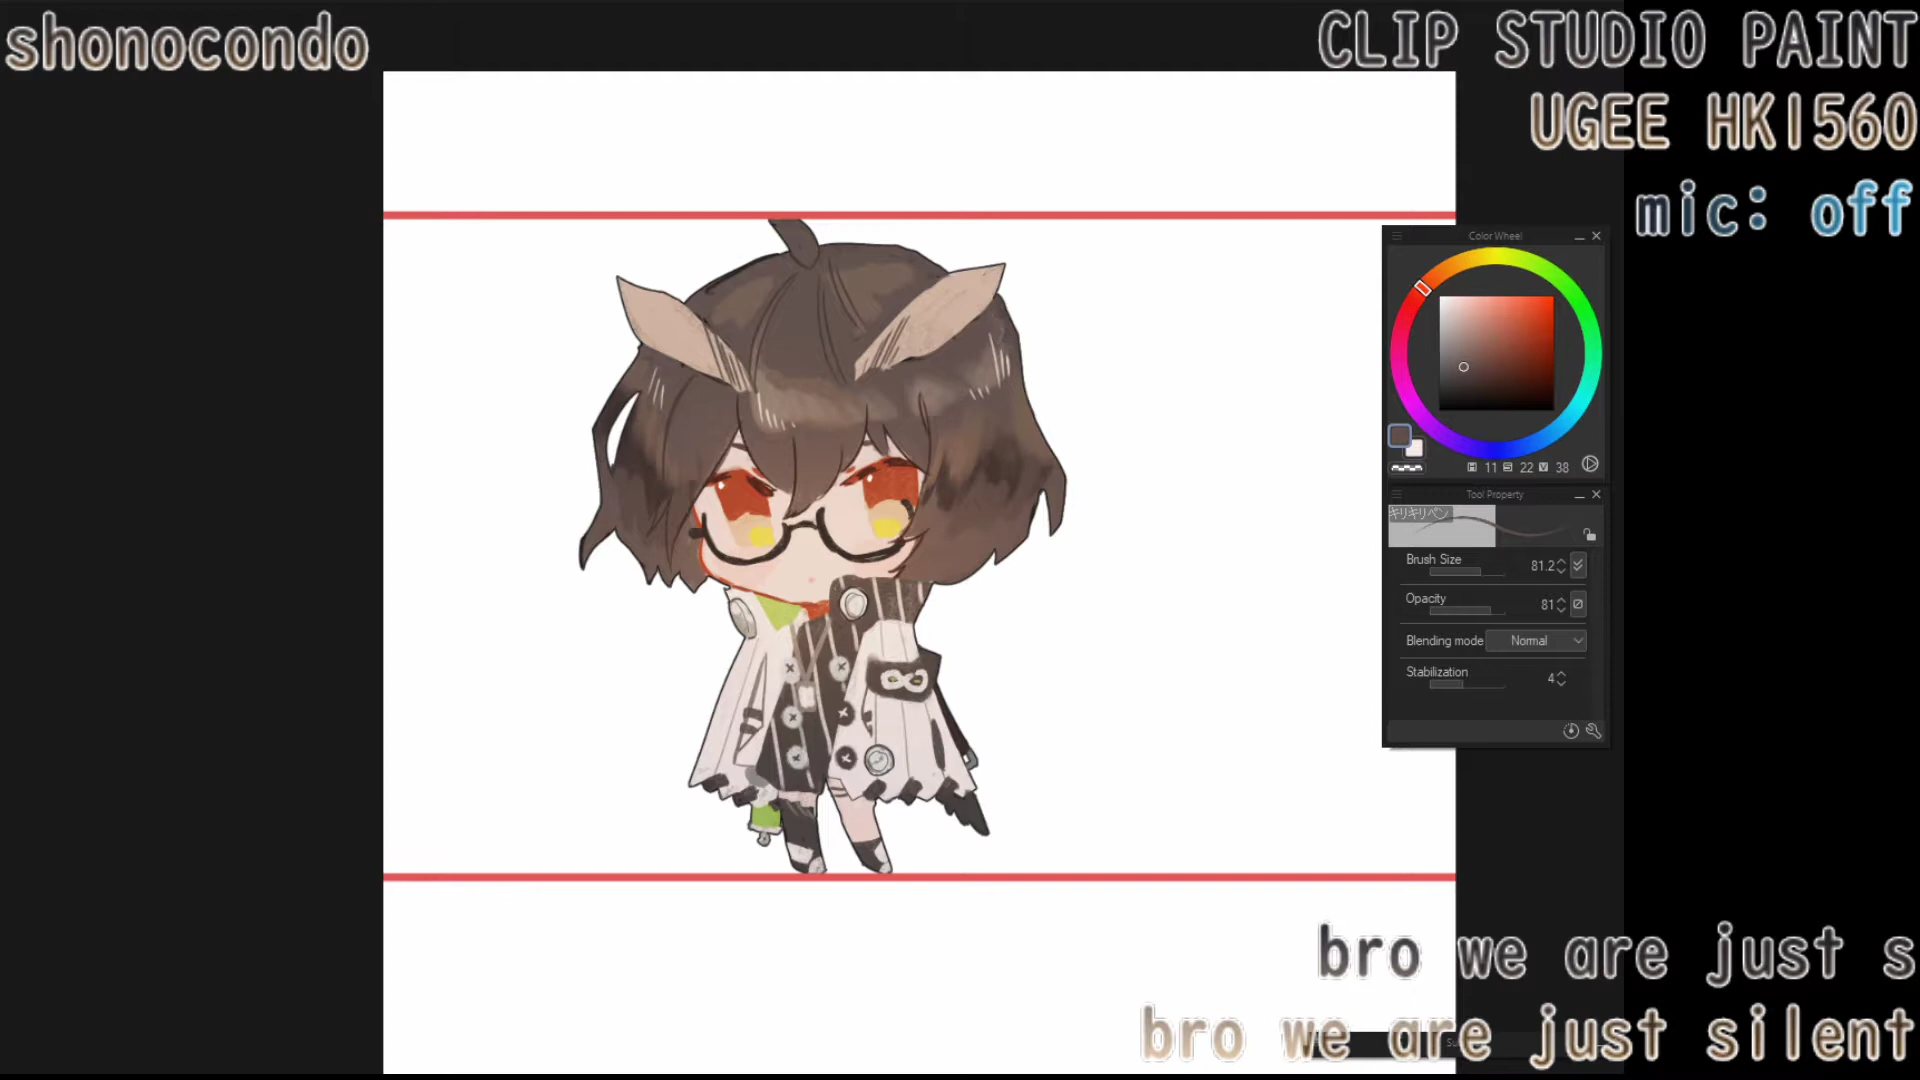 shonocondo
CLIP STUDIO PAINT
UGEE HK1560
mic: off
Color Wheel
11 22 38
Tool Property
キリキリペン
Brush Size 81.2
Opacity 81
Blending mode Normal
Stabilization 4
bro we are just s
bro we are just silent